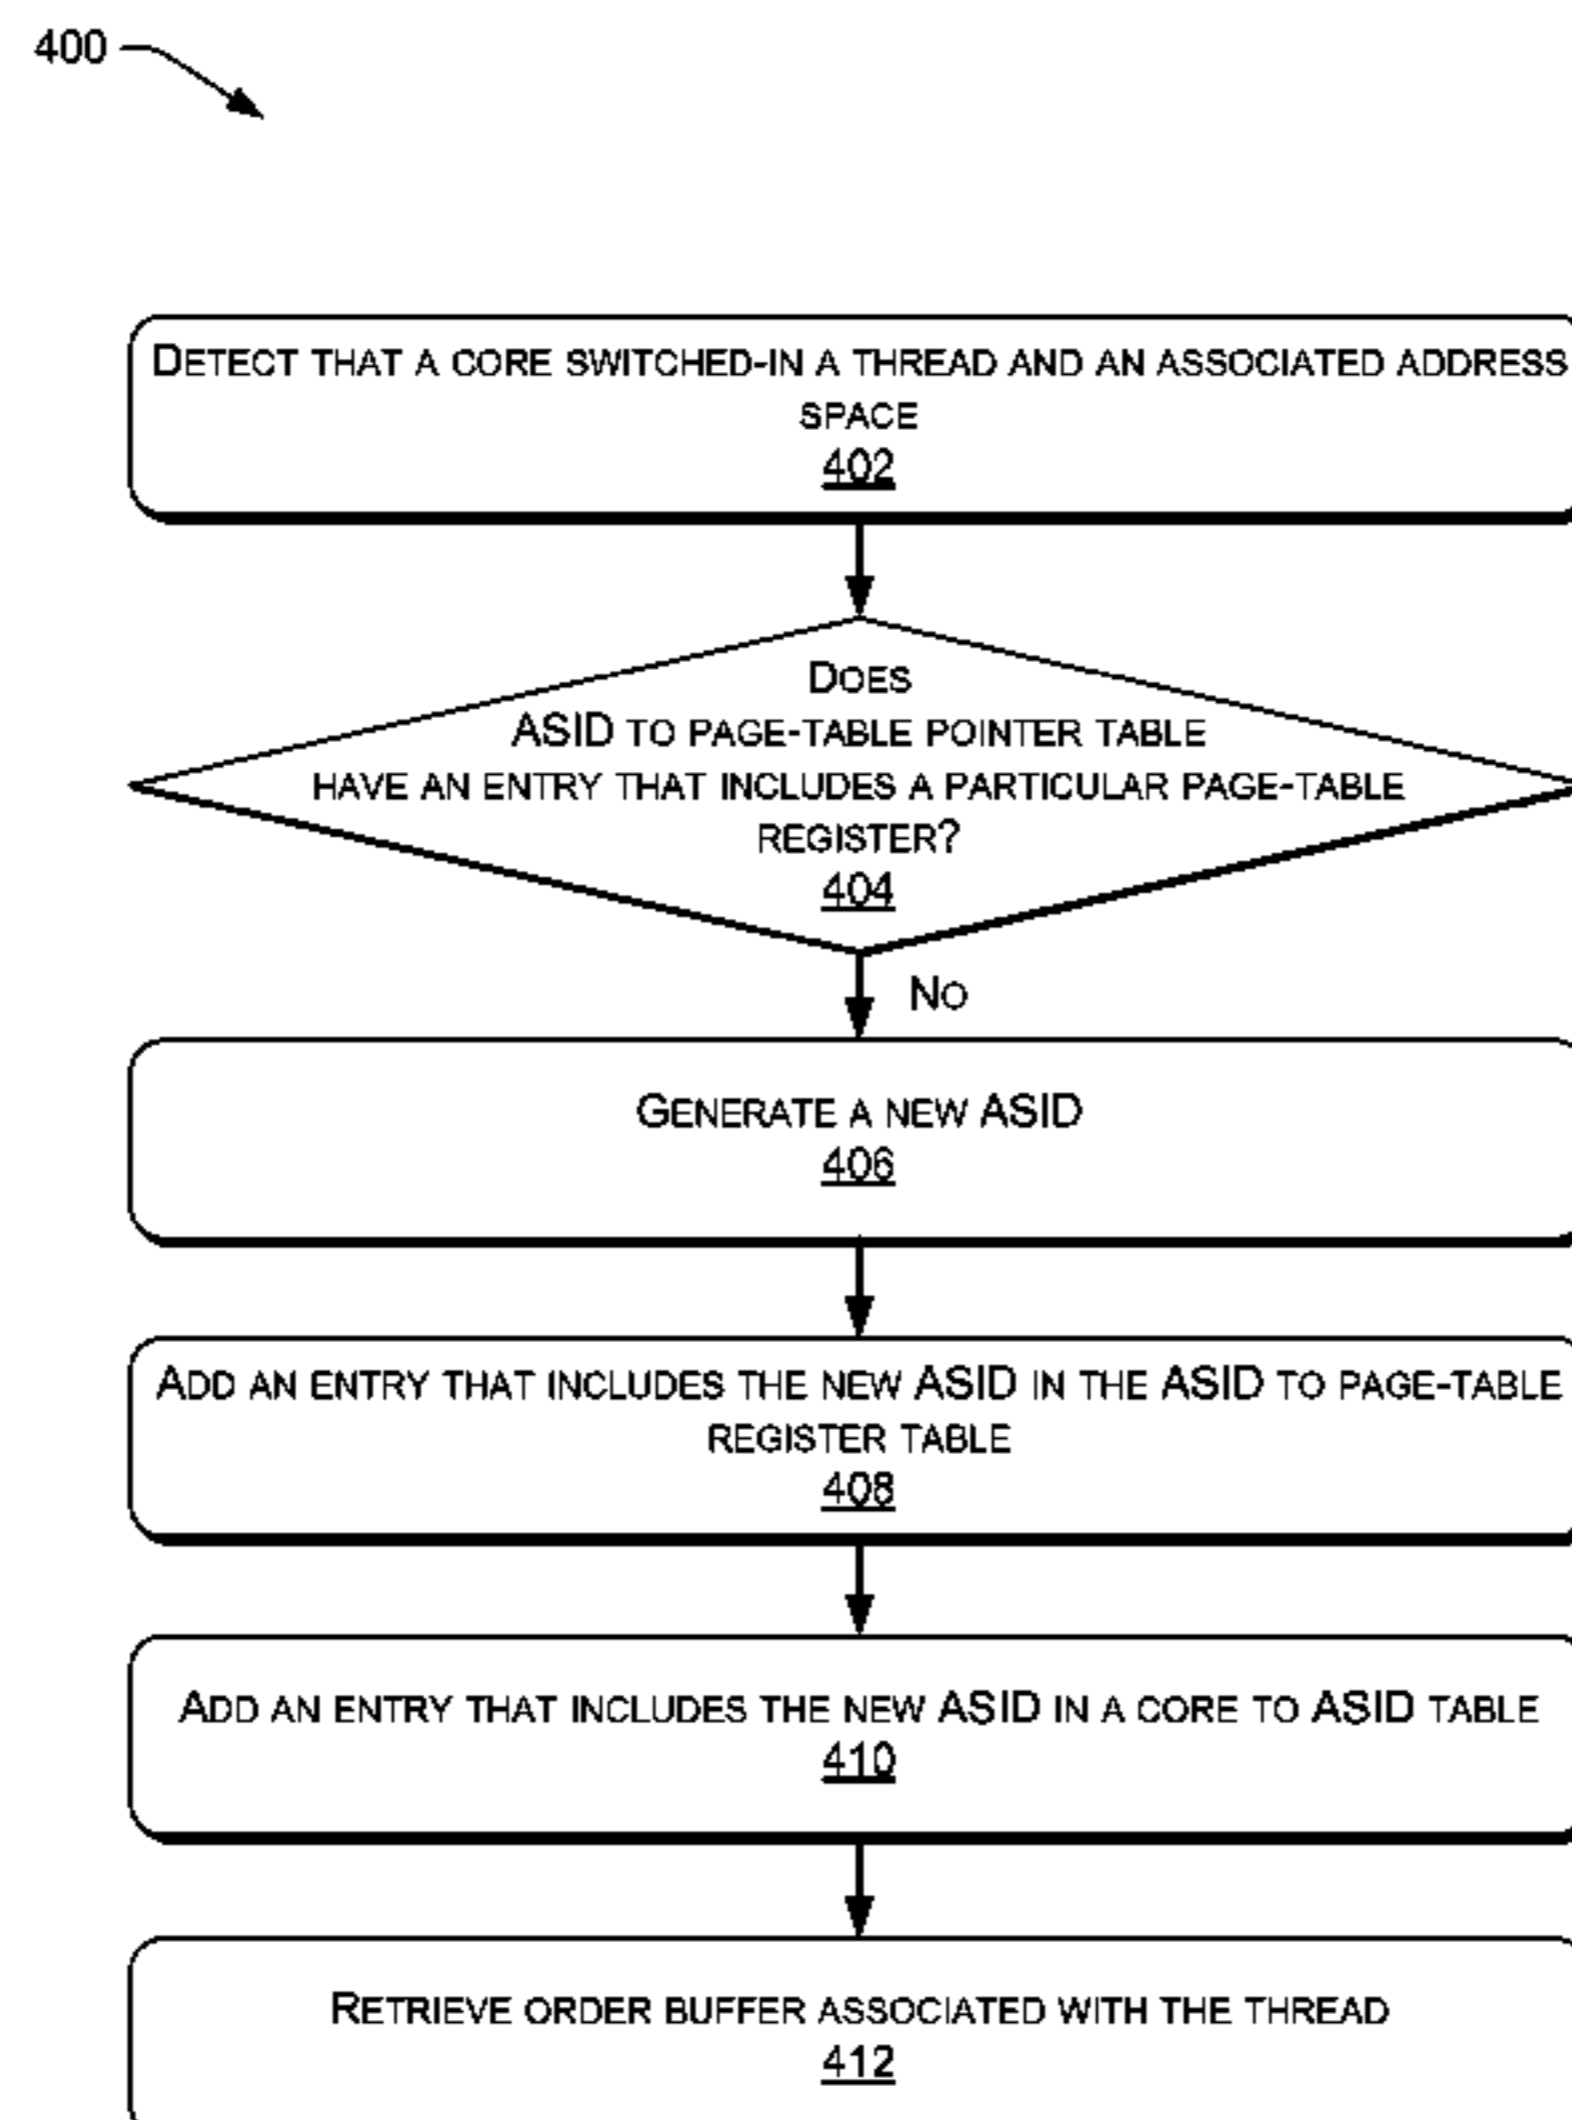 400
DETECT THAT A CORE SWITCHED-IN A THREAD AND AN ASSOCIATED ADDRESS
SPACE
402
DOES
ASID TO PAGE-TABLE POINTER TABLE
HAVE AN ENTRY THAT INCLUDES A PARTICULAR PAGE-TABLE
REGISTER?
404
NO
GENERATE A NEW ASID
406
ADD AN ENTRY THAT INCLUDES THE NEW ASID IN THE ASID TO PAGE-TABLE
REGISTER TABLE
408
ADD AN ENTRY THAT INCLUDES THE NEW ASID IN A CORE TO ASID TABLE
410
RETRIEVE ORDER BUFFER ASSOCIATED WITH THE THREAD
412